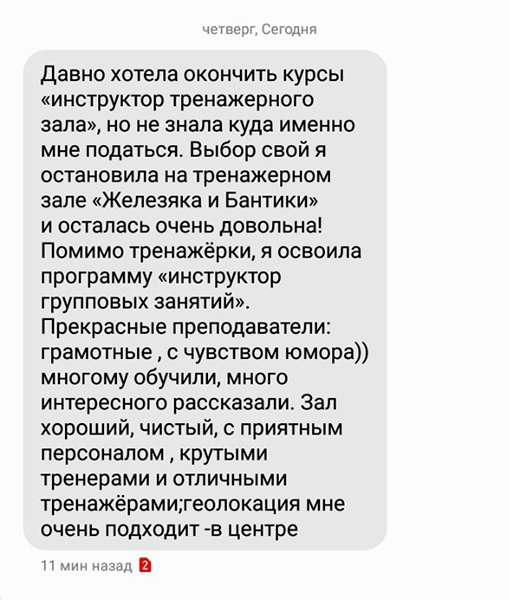 четверг, Сегодня
Давно хотела окончить курсы
«инструктор тренажерного
зала», но не знала куда именно
мне податься. Выбор свой я
остановила на тренажерном
зале «Железяка и Бантики»
и осталась очень довольна!
Помимо тренажёрки, я освоила
программу «инструктор
групповых занятий».
Прекрасные преподаватели:
грамотные , с чувством юмора))
многому обучили, много
интересного рассказали. Зал
хороший, чистый, с приятным
персоналом , крутыми
тренерами и отличными
тренажёрами;геолокация мне
очень подходит -в центре
11 мин назад 2